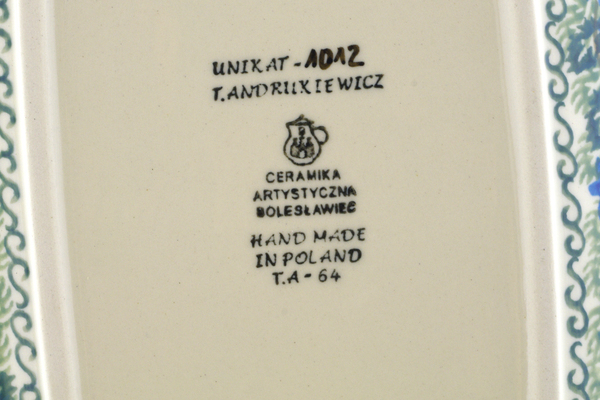 UNIKAT - 1012
T.ANDRUKIEWICZ
CERAMIKA
ARTYSTYCZNA
BOLESŁAWIEC
HAND MADE
IN POLAND
T.A - 64